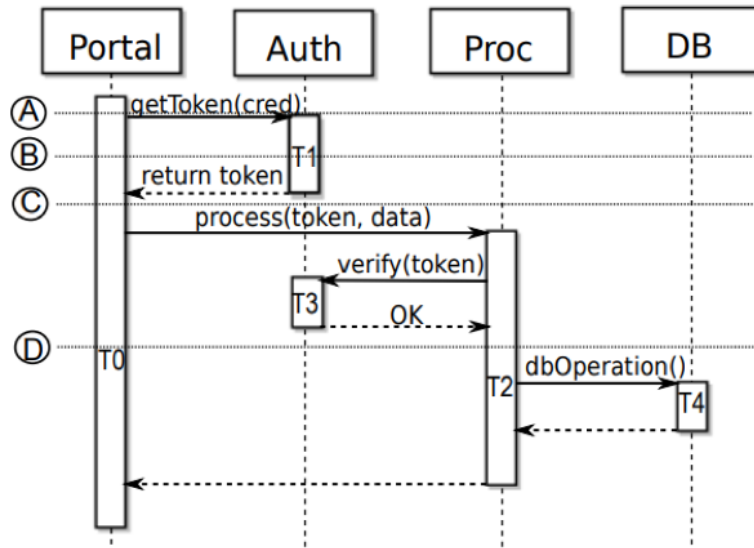 Portal Auth Proc DB
A getToken(cred)
B T1
return token
C
process(token, data)
verify(token)
T3
OK
D
T0 dbOperation()
T2 T4